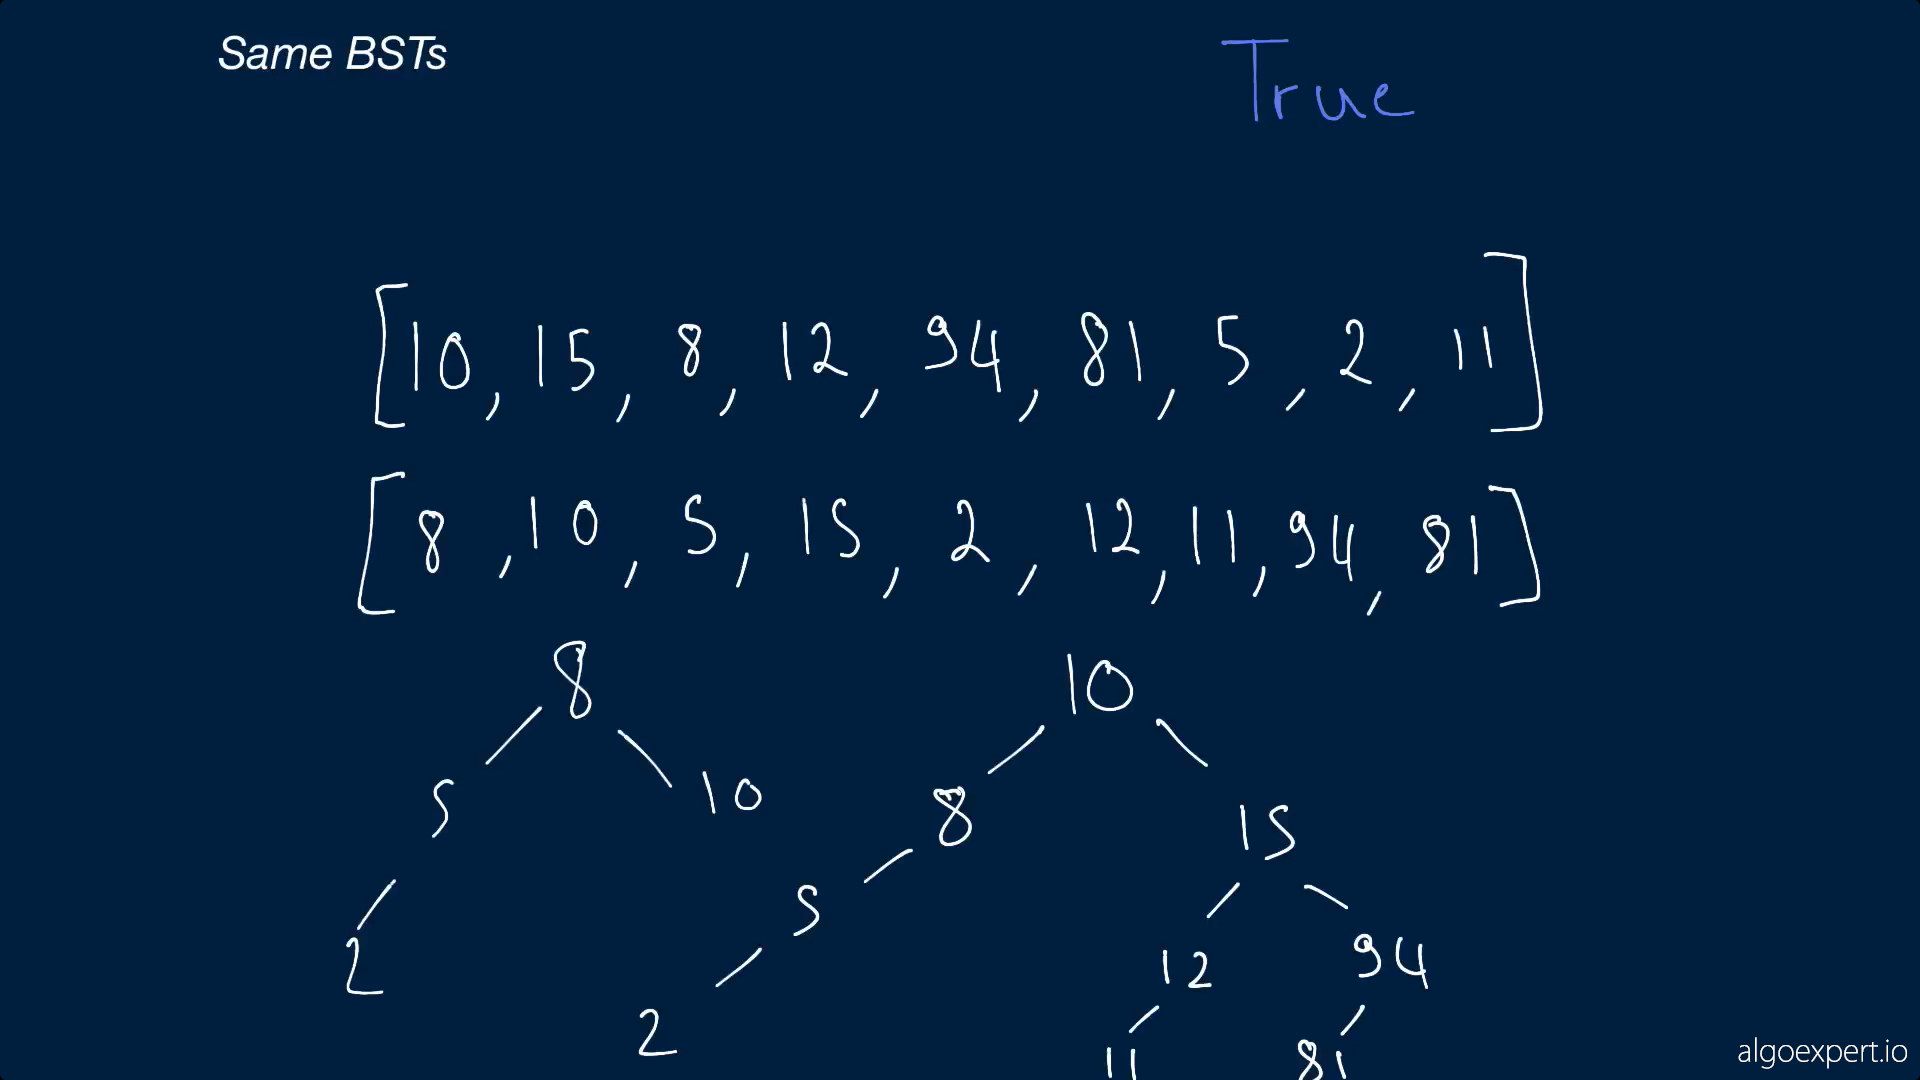 Same BSTs
True
[10, 15, 8, 12, 94, 81, 5, 2, 11]
[8, 10, 5, 15, 2, 12, 11, 94, 81]
8
10
5
10
8
15
5
2
12
94
2
11
81
algoexpert.io